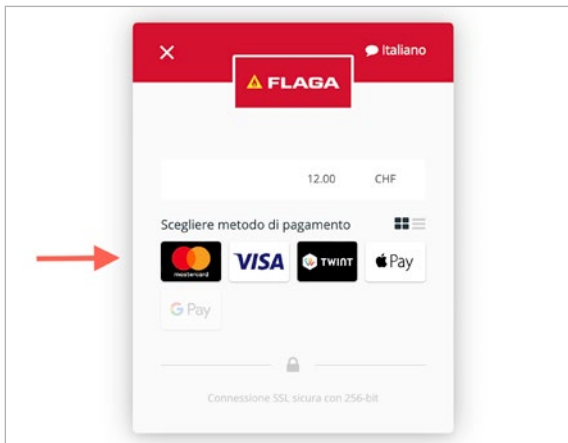 Italiano
FLAGA
12.00 CHF
Scegliere metodo di pagamento
mastercard VISA TWINT Pay
G Pay
Connessione SSL sicura con 256-bit